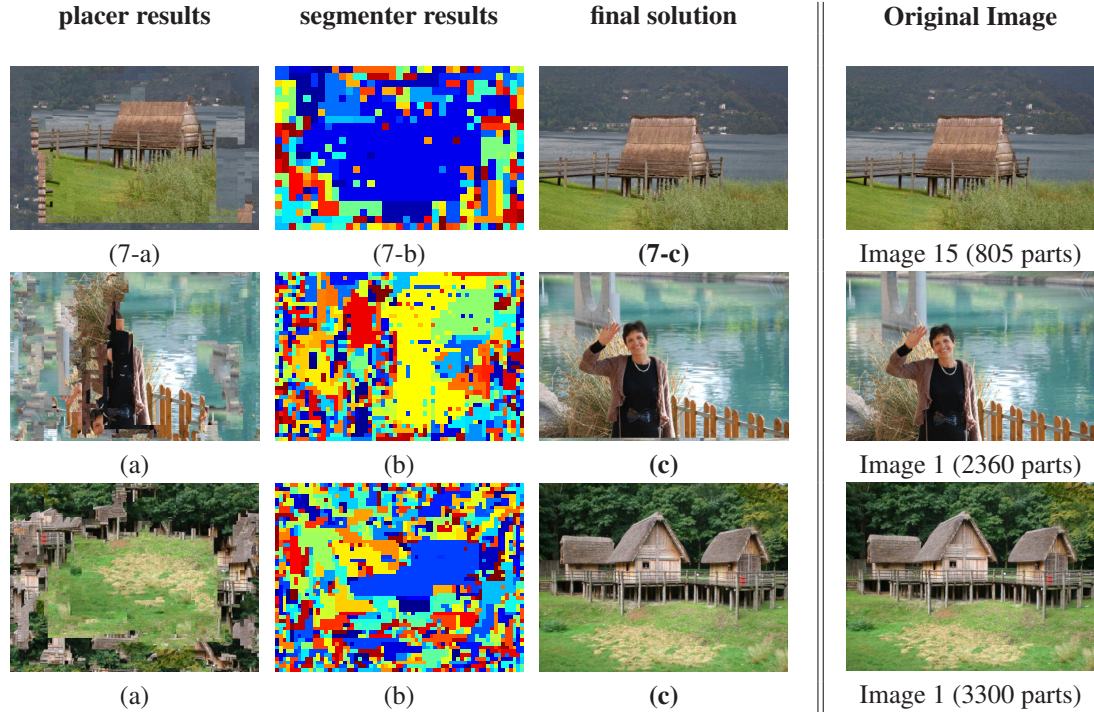 placer results segmenter results final solution Original Image
(7-a) (7-b) (7-c) Image 15 (805 parts)
(a) (b) (c) Image 1 (2360 parts)
(a) (b) (c) Image 1 (3300 parts)